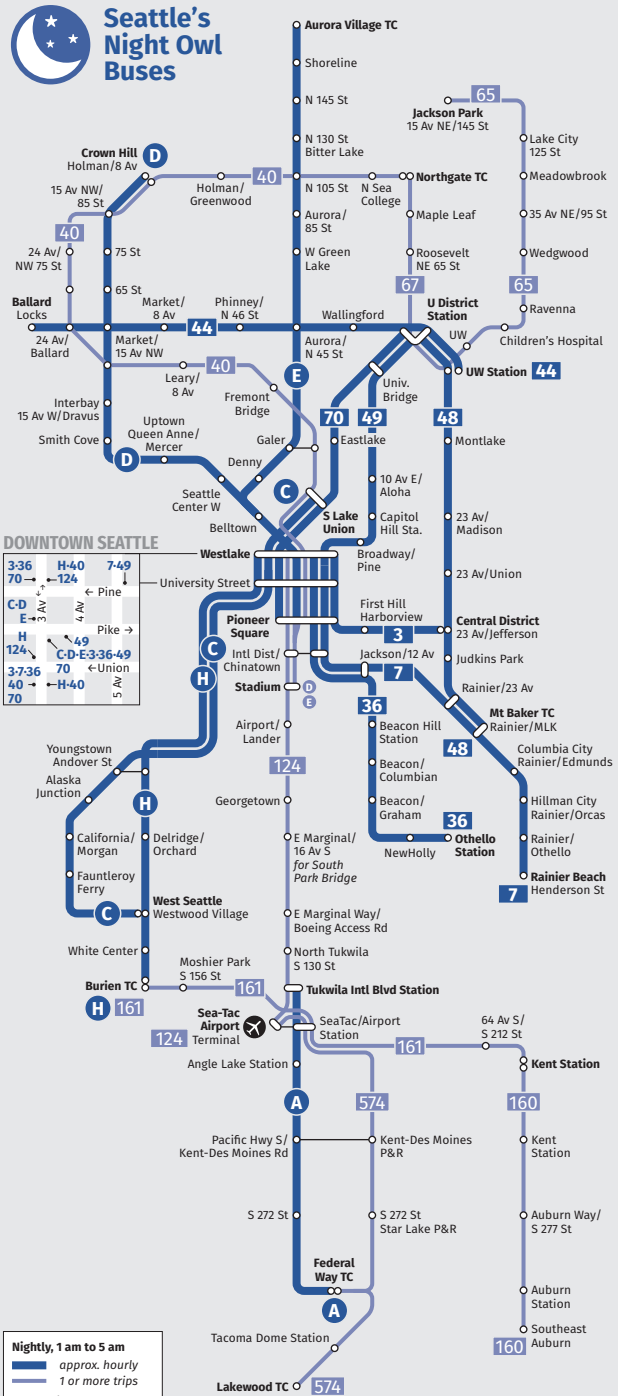 Seattle's
Night Owl
Buses
Aurora Village TC
Shoreline
N 145 St
N 130 St
Bitter Lake
65
Jackson Park
15 Av NE/145 St
Lake City
125 St
Crown Hill
Holman/8 Av
D
15 Av NW/
85 St
40
Holman/
Greenwood
N 105 St
N Sea
College
Northgate TC
Meadowbrook
Aurora/
85 St
Maple Leaf
35 Av NE/95 St
40
24 Av/
NW 75 St
75 St
W Green
Lake
Roosevelt
NE 65 St
Wedgwood
67
65
65 St
Ballard
Locks
Market/
8 Av
Phinney/
N 46 St
Wallingford
U District
Station
Ravenna
44
24 Av/
Ballard
Market/
15 Av NW
Aurora/
N 45 St
UW
Children's Hospital
40
Leary/
8 Av
E
Univ.
Bridge
UW Station
44
Fremont
Bridge
Interbay
15 Av W/Dravus
70
49
48
Smith Cove
Uptown
Queen Anne/
Mercer
Galer
Eastlake
Montlake
D
Denny
Seattle
Center W
C
10 Av E/
Aloha
Belltown
S Lake
Union
Capitol
Hill Sta.
23 Av/
Madison
DOWNTOWN SEATTLE
3·36
70
H·40
124
7·49
3 Av
4 Av
← Pine
C·D
E
Pike →
H
124
49
C·D·E·3·36·49
70
←Union
3·7·36
40
70
H·40
5 Av
Westlake
Broadway/
Pine
University Street
23 Av/Union
Pioneer
Square
First Hill
Harborview
3
Central District
23 Av/Jefferson
C
Intl Dist/
Chinatown
Jackson/12 Av
7
Judkins Park
H
Stadium
D
E
36
Rainier/23 Av
Mt Baker TC
Rainier/MLK
Airport/
Lander
Beacon Hill
Station
48
Youngstown
Andover St
124
Beacon/
Columbian
Columbia City
Rainier/Edmunds
Alaska
Junction
H
Georgetown
Beacon/
Graham
36
Hillman City
Rainier/Orcas
California/
Morgan
Delridge/
Orchard
E Marginal/
16 Av S
for South
Park Bridge
NewHolly
Othello
Station
Rainier/
Othello
Fauntleroy
Ferry
Rainier Beach
Henderson St
7
C
West Seattle
Westwood Village
E Marginal Way/
Boeing Access Rd
White Center
Moshier Park
S 156 St
North Tukwila
S 130 St
Burien TC
161
Tukwila Intl Blvd Station
H
161
Sea-Tac
Airport
Terminal
124
SeaTac/Airport
Station
64 Av S/
S 212 St
161
Angle Lake Station
Kent Station
A
574
160
Pacific Hwy S/
Kent-Des Moines Rd
Kent-Des Moines
P&R
Kent
Station
S 272 St
S 272 St
Star Lake P&R
Auburn Way/
S 277 St
Federal
Way TC
A
Auburn
Station
Southeast
Auburn
160
Tacoma Dome Station
Lakewood TC
574
Nightly, 1 am to 5 am
approx. hourly
1 or more trips